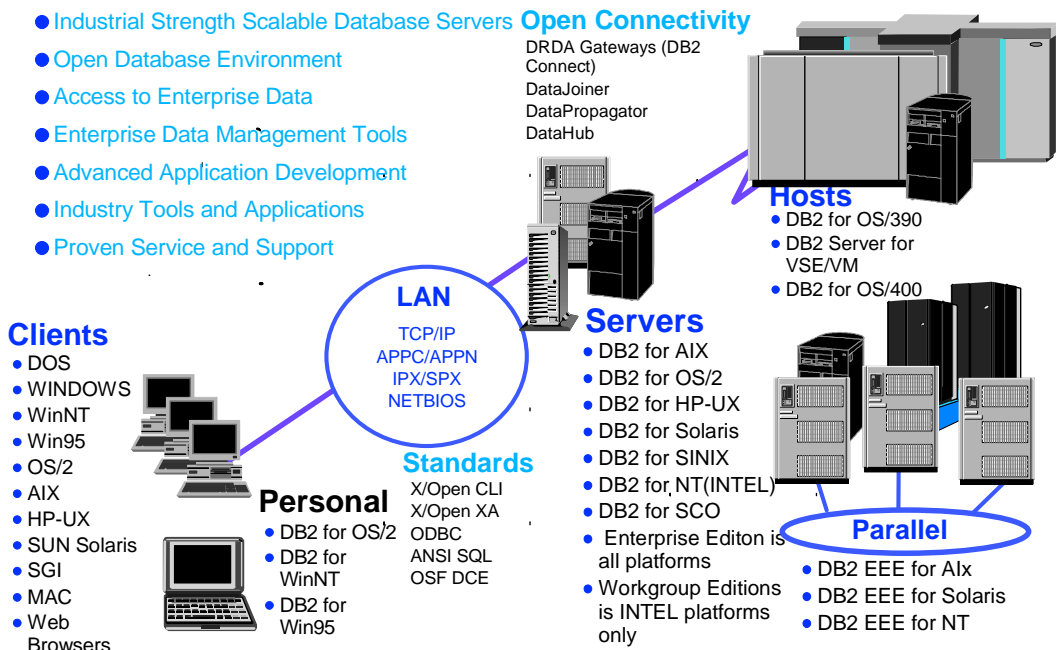 Industrial Strength Scalable Database Servers
Open Database Environment
Access to Enterprise Data
Enterprise Data Management Tools
Advanced Application Development
Industry Tools and Applications
Proven Service and Support
Open Connectivity
DRDA Gateways (DB2
Connect)
DataJoiner
DataPropagator
DataHub
Hosts
DB2 for OS/390
DB2 Server for
VSE/VM
DB2 for OS/400
LAN
TCP/IP
APPC/APPN
IPX/SPX
NETBIOS
Clients
DOS
WINDOWS
WinNT
Win95
OS/2
AIX
HP-UX
SUN Solaris
SGI
MAC
Web
Browsers
Personal
DB2 for OS/2
DB2 for
WinNT
DB2 for
Win95
Standards
X/Open CLI
X/Open XA
ODBC
ANSI SQL
OSF DCE
Servers
DB2 for AIX
DB2 for OS/2
DB2 for HP-UX
DB2 for Solaris
DB2 for SINIX
DB2 for NT(INTEL)
DB2 for SCO
Enterprise Editon is
all platforms
Workgroup Editions
is INTEL platforms
only
Parallel
DB2 EEE for AIx
DB2 EEE for Solaris
DB2 EEE for NT